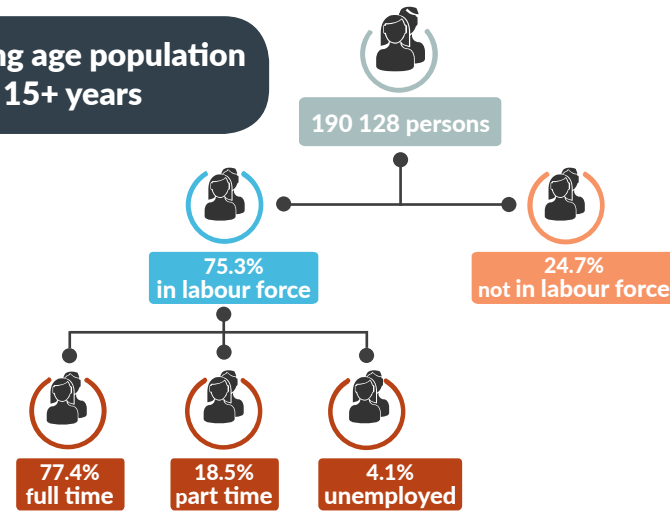 ng age population
15+ years
190 128 persons
75.3%
in labour force
24.7%
not in labour force
77.4%
full time
18.5%
part time
4.1%
unemployed